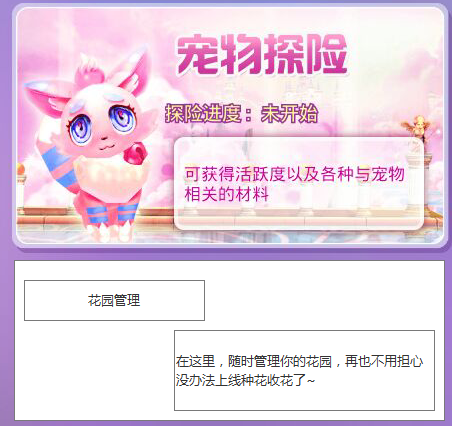 宠物探险
探险进度：未开始
可获得活跃度以及各种与宠物
相关的材料
花园管理
在这里，随时管理你的花园，再也不用担心
没办法上线种花收花了~